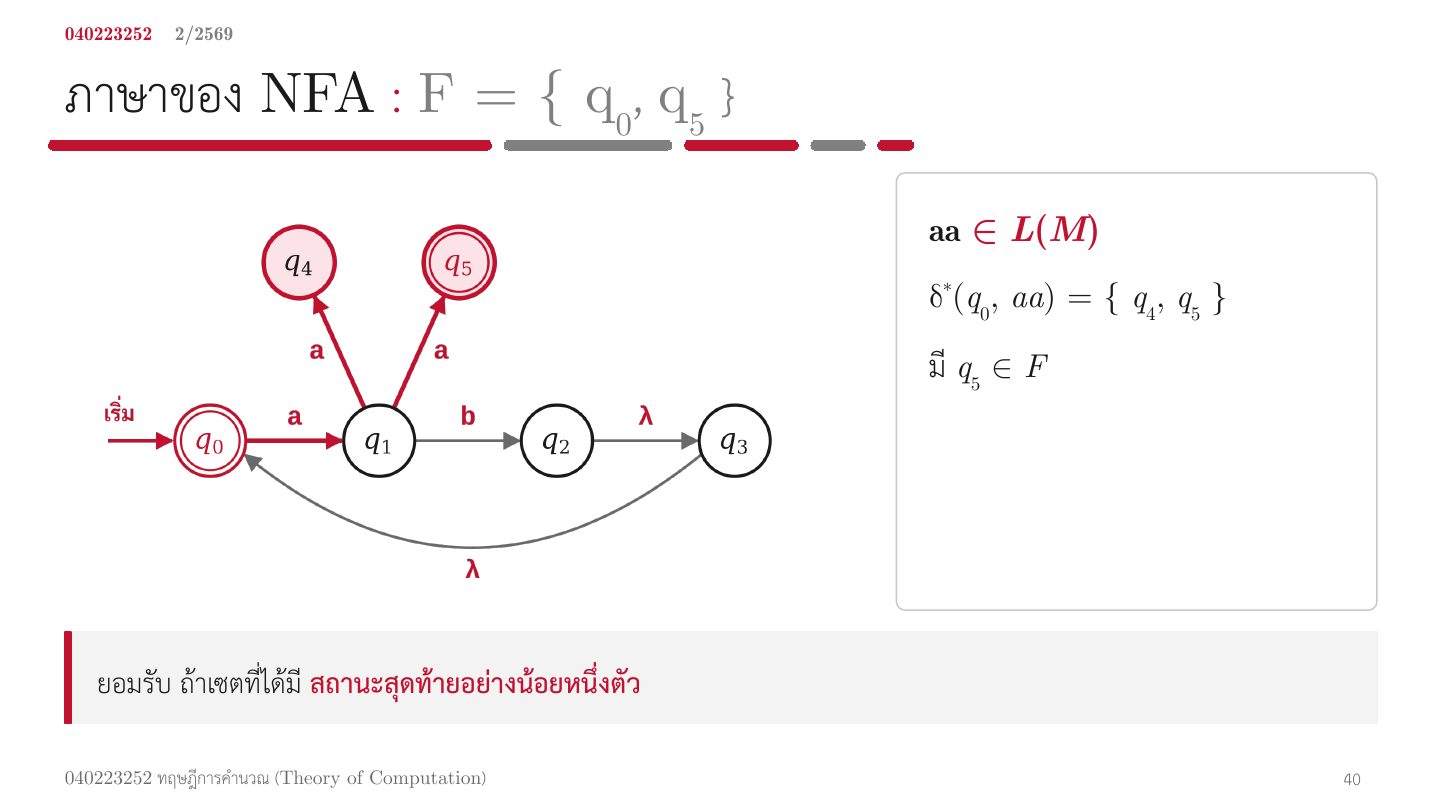 040223252 2/2569
ภาษาของ NFA : F = { q0, q5 }
q4 q5
a a
เริ่ม a b λ
q0 q1 q2 q3
λ
aa ∈ L(M)
δ*(q0, aa) = { q4, q5 }
มี q5 ∈ F
ยอมรับ ถ้าเซตที่ได้มี สถานะสุดท้ายอย่างน้อยหนึ่งตัว
040223252 ทฤษฎีการคำนวณ (Theory of Computation) 40